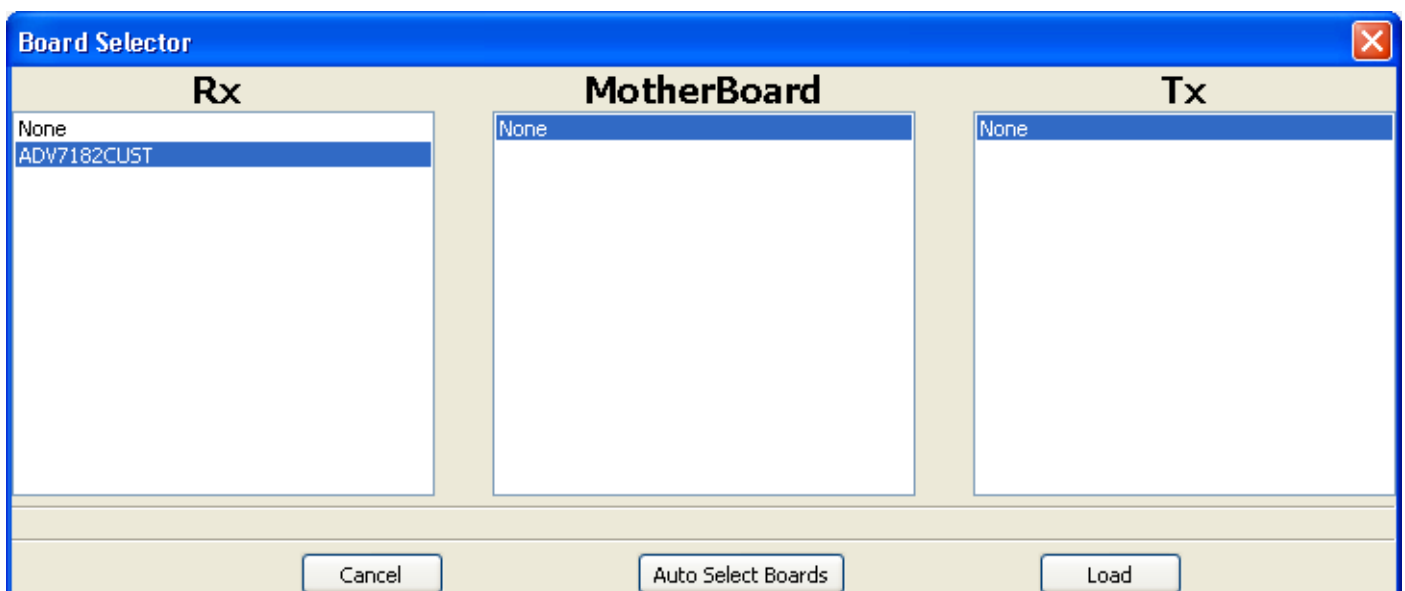 Board Selector
Rx
MotherBoard
Tx
None
ADV7182CUST
None
None
Cancel
Auto Select Boards
Load